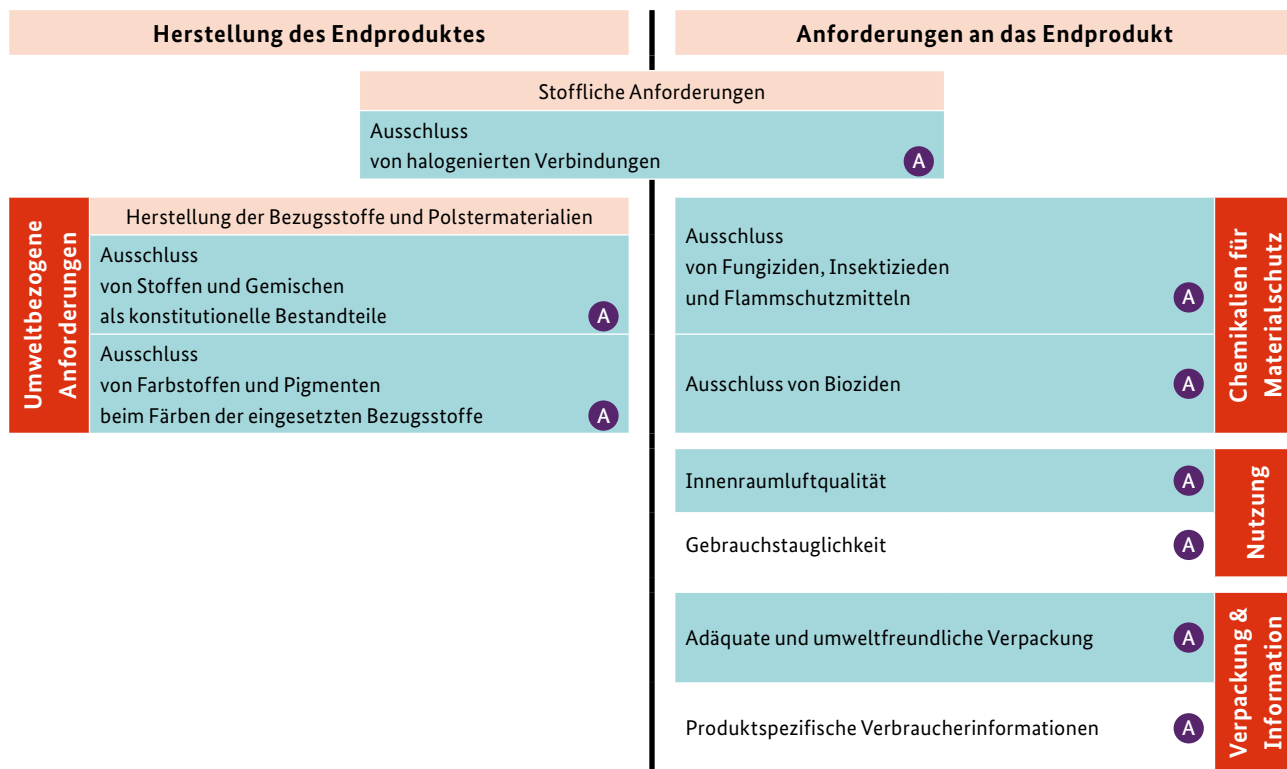 Herstellung des Endproduktes
Anforderungen an das Endprodukt
Stoffliche Anforderungen
Ausschluss
von halogenierten Verbindungen A
Umweltbezogene
Anforderungen
Herstellung der Bezugsstoffe und Polstermaterialien
Ausschluss
von Stoffen und Gemischen
als konstitutionelle Bestandteile A
Ausschluss
von Farbstoffen und Pigmenten
beim Färben der eingesetzten Bezugsstoffe A
Ausschluss
von Fungiziden, Insektizieden
und Flammschutzmitteln A
Ausschluss von Bioziden A
Chemikalien für
Materialschutz
Innenraumluftqualität A
Gebrauchstauglichkeit A
Nutzung
Adäquate und umweltfreundliche Verpackung A
Produktspezifische Verbraucherinformationen A
Verpackung &
Information